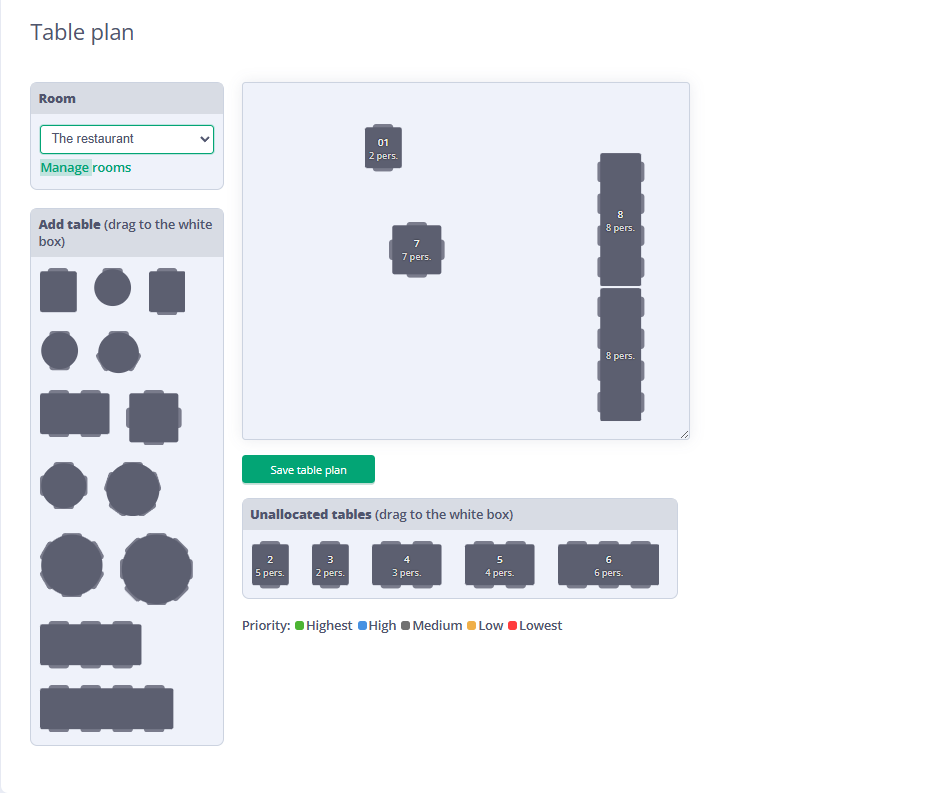 Table plan
Room
The restaurant
Manage rooms
Add table (drag to the white
box)
01
2 pers.
7
7 pers.
8
8 pers.
8 pers.
Save table plan
Unallocated tables (drag to the white box)
2
5 pers.
3
2 pers.
4
3 pers.
5
4 pers.
6
6 pers.
Priority: Highest High Medium Low Lowest